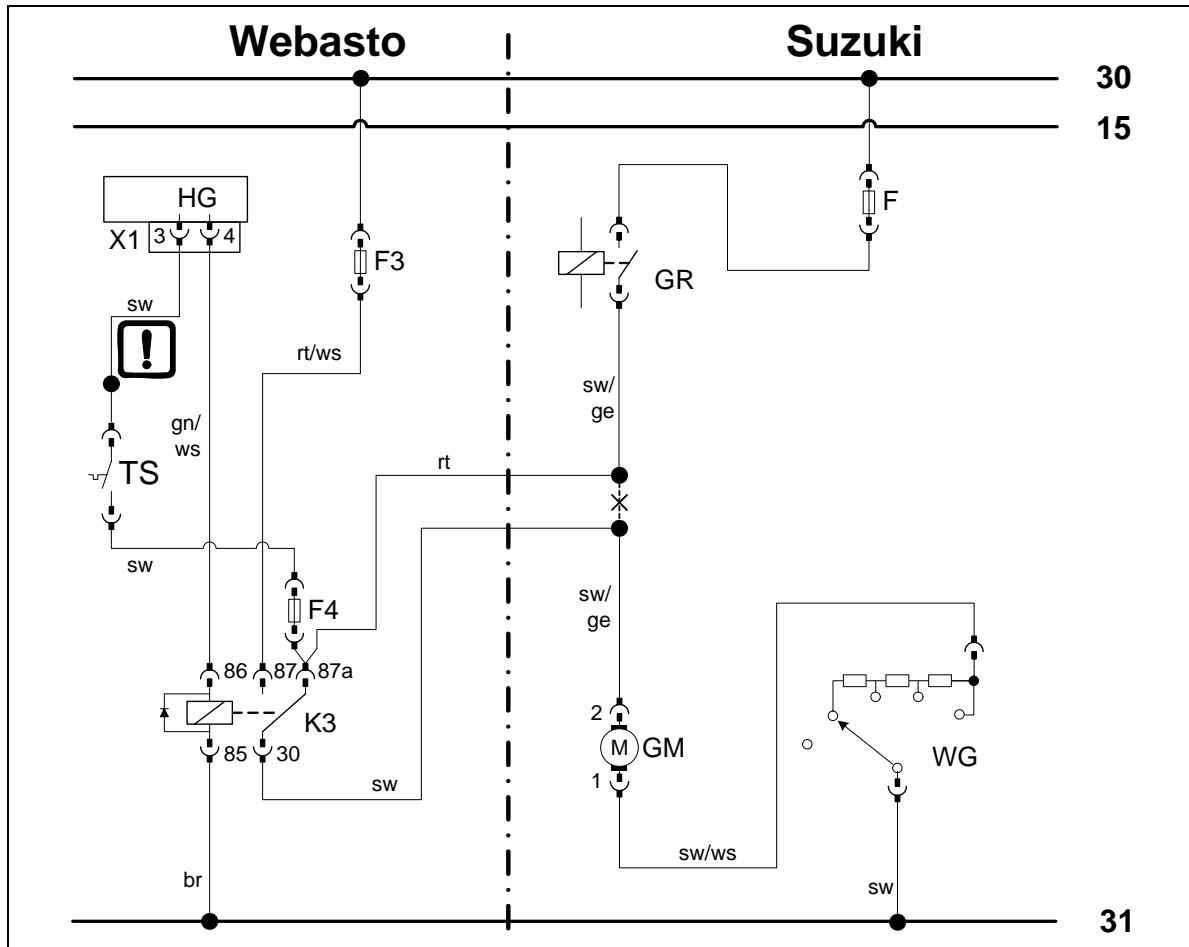 Webasto
Suzuki
30
15
HG
X1
3
4
F
F3
GR
sw
!
rt/ws
sw/
ge
gn/
ws
TS
rt
sw
F4
sw/
ge
86
87
87a
K3
2
M
GM
1
WG
85
30
sw
sw/ws
br
sw
31